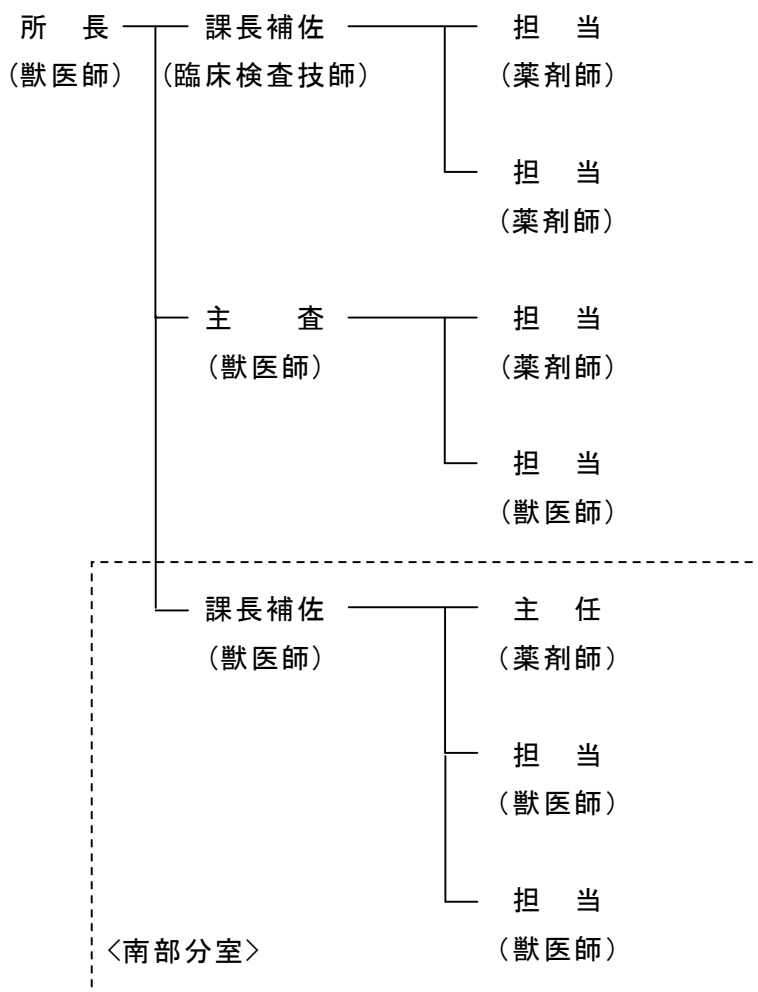 所　長　課長補佐　担　当
（獣医師）（臨床検査技師）（薬剤師）
担　当
（薬剤師）
主　　査　担　当
（獣医師）（薬剤師）
担　当
（獣医師）
課長補佐　主　任
（獣医師）（薬剤師）
担　当
（獣医師）
担　当
〈南部分室〉（獣医師）